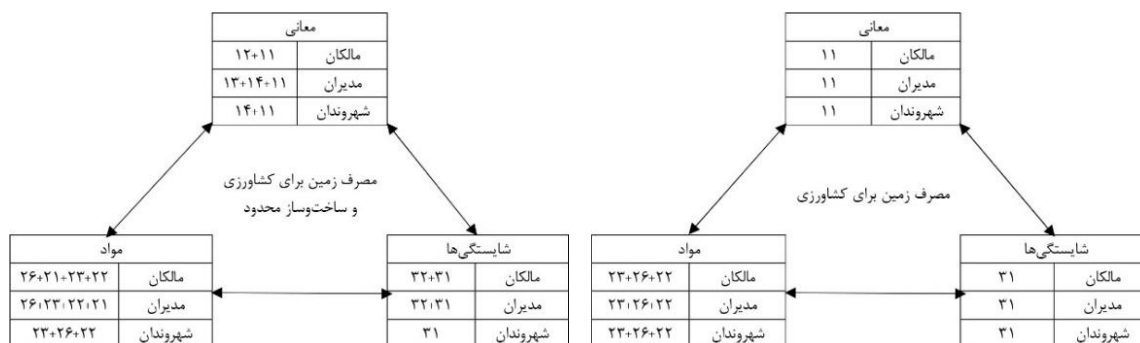 معانی
مالکان ۱۲+۱۱
مدیران ۱۳+۱۴+۱۱
شهروندان ۱۴+۱۱
مصرف زمین برای کشاورزی
و ساخت‌وساز محدود
مواد
مالکان ۲۶+۲۱+۲۳+۲۲
مدیران ۲۶+۲۳+۲۲+۲۱
شهروندان ۲۳+۲۶+۲۲
شایستگی‌ها
مالکان ۳۲+۳۱
مدیران ۳۲+۳۱
شهروندان ۳۱
معانی
مالکان ۱۱
مدیران ۱۱
شهروندان ۱۱
مصرف زمین برای کشاورزی
مواد
مالکان ۲۳+۲۶+۲۲
مدیران ۲۳+۲۶+۲۲
شهروندان ۲۳+۲۶+۲۲
شایستگی‌ها
مالکان ۳۱
مدیران ۳۱
شهروندان ۳۱